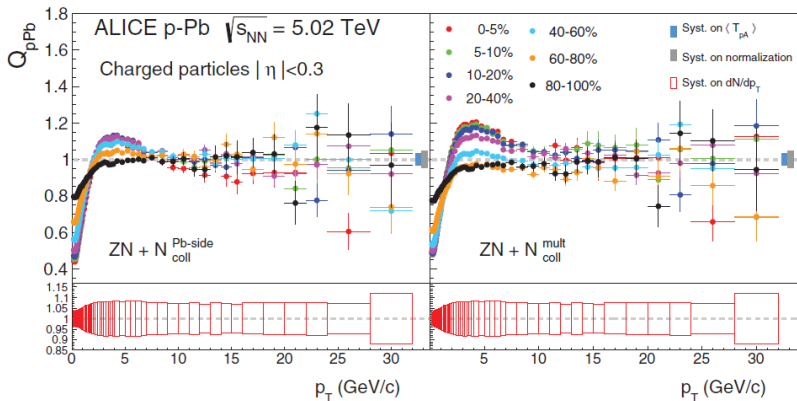 ALICE p-Pb √s_NN = 5.02 TeV
Charged particles | η |<0.3
Q_pPb
1.8
1.6
1.4
1.2
1
0.8
0.6
0.4
ZN + N_coll^Pb-side
0-5%
5-10%
10-20%
20-40%
40-60%
60-80%
80-100%
Syst. on ⟨ T_pA ⟩
Syst. on normalization
Syst. on dN/dp_T
ZN + N_coll^mult
1.15
1.1
1.05
1
0.95
0.9
0.85
0 5 10 15 20 25 30
5 10 15 20 25 30
p_T (GeV/c)
p_T (GeV/c)